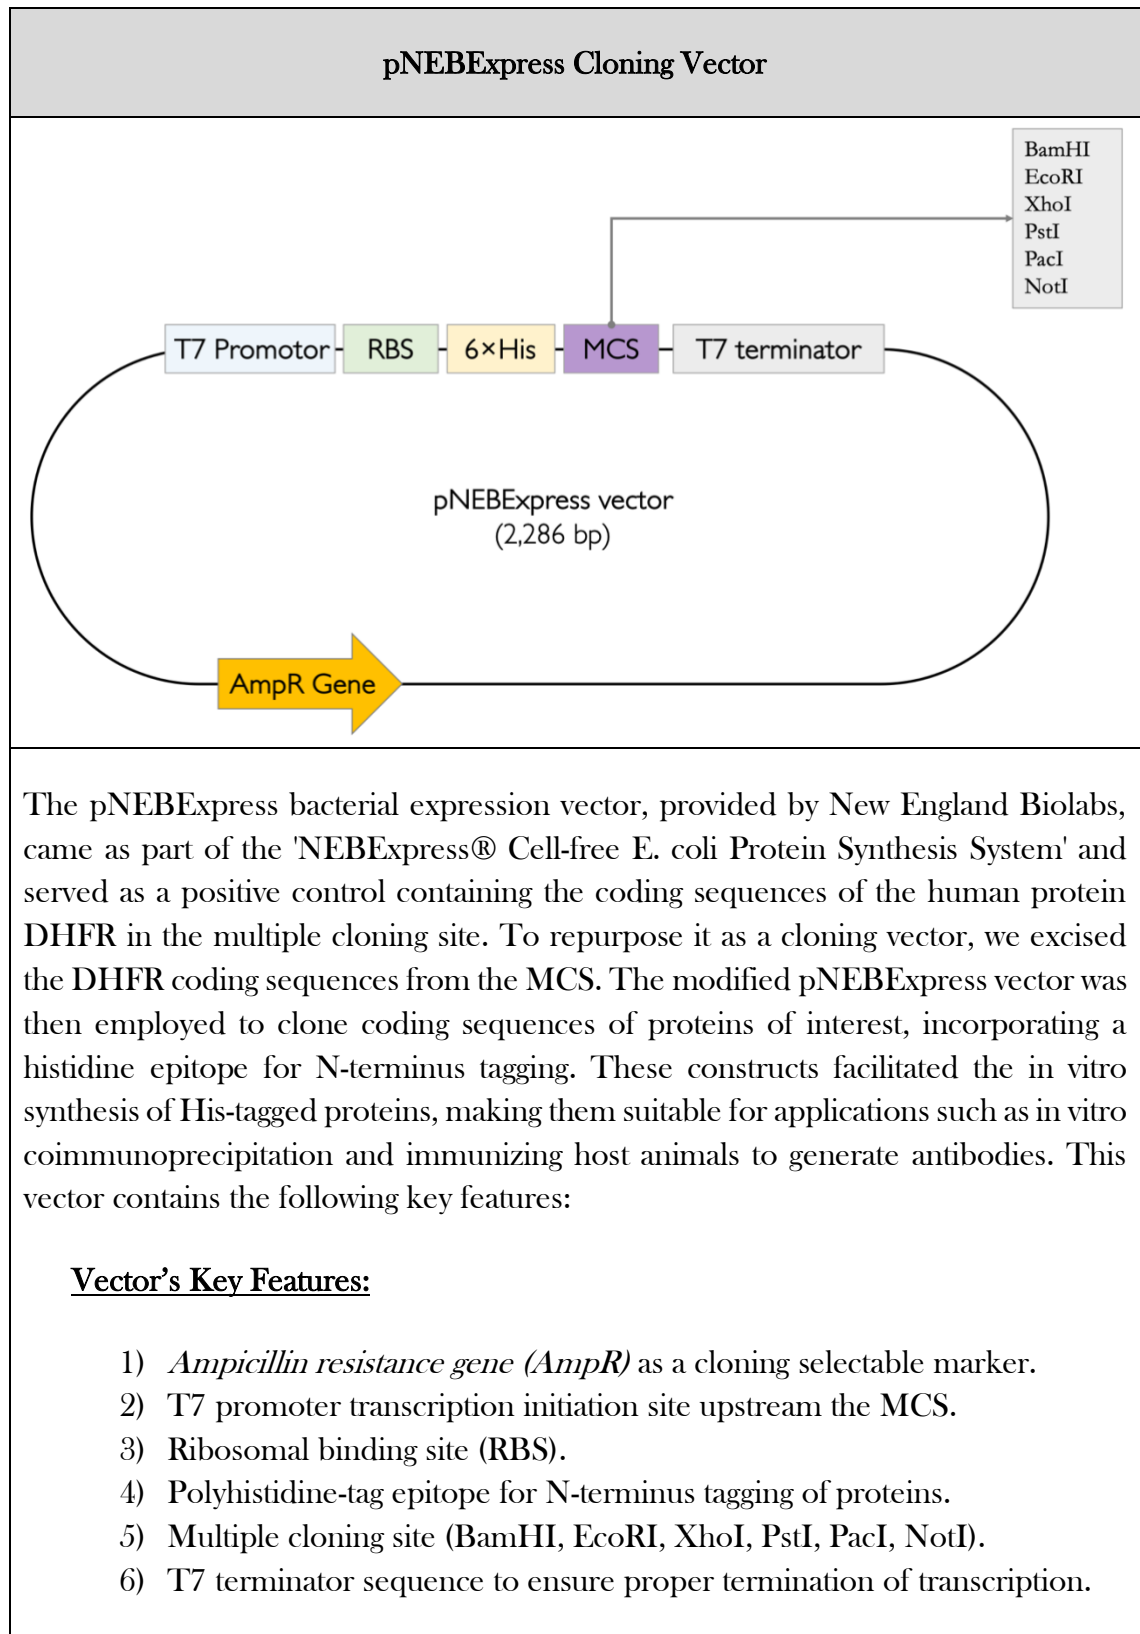 pNEBExpress Cloning Vector
BamHI
EcoRI
XhoI
PstI
PacI
NotI
T7 Promotor
RBS
6×His
MCS
T7 terminator
pNEBExpress vector
(2,286 bp)
AmpR Gene
The pNEBExpress bacterial expression vector, provided by New England Biolabs,
came as part of the 'NEBExpress® Cell-free E. coli Protein Synthesis System' and
served as a positive control containing the coding sequences of the human protein
DHFR in the multiple cloning site. To repurpose it as a cloning vector, we excised
the DHFR coding sequences from the MCS. The modified pNEBExpress vector was
then employed to clone coding sequences of proteins of interest, incorporating a
histidine epitope for N-terminus tagging. These constructs facilitated the in vitro
synthesis of His-tagged proteins, making them suitable for applications such as in vitro
coimmunoprecipitation and immunizing host animals to generate antibodies. This
vector contains the following key features:
Vector’s Key Features:
1) Ampicillin resistance gene (AmpR) as a cloning selectable marker.
2) T7 promoter transcription initiation site upstream the MCS.
3) Ribosomal binding site (RBS).
4) Polyhistidine-tag epitope for N-terminus tagging of proteins.
5) Multiple cloning site (BamHI, EcoRI, XhoI, PstI, PacI, NotI).
6) T7 terminator sequence to ensure proper termination of transcription.